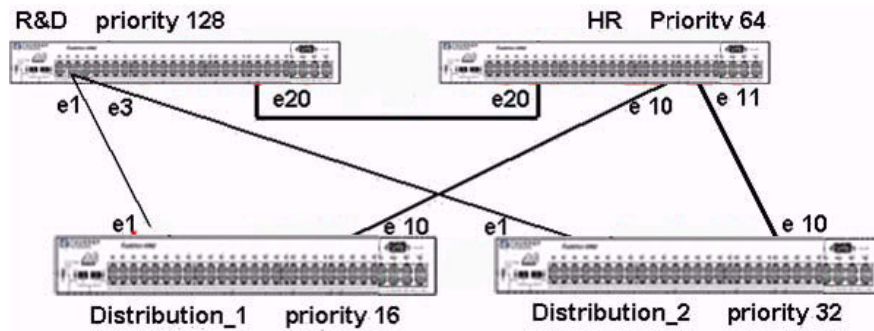 R&D priority 128
HR Priority 64
e1 e3 e20 e20 e 10 e 11
e1 e 10 e1 e 10
Distribution_1 priority 16
Distribution_2 priority 32